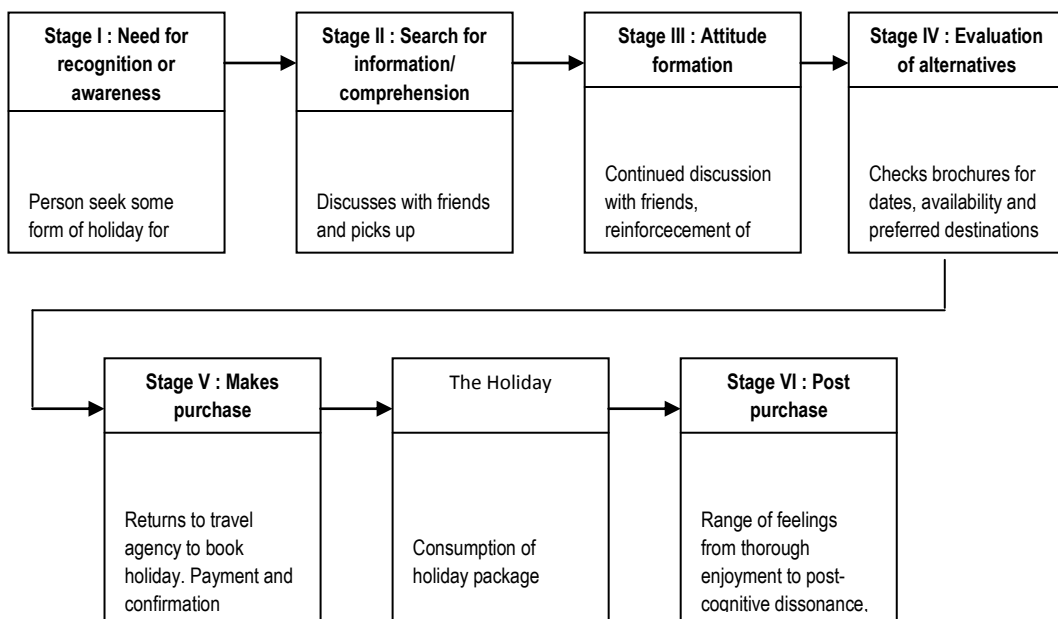 Stage I : Need for
recognition or
awareness
Person seek some
form of holiday for
Stage II : Search for
information/
comprehension
Discusses with friends
and picks up
Stage III : Attitude
formation
Continued discussion
with friends,
reinforcecement of
Stage IV : Evaluation
of alternatives
Checks brochures for
dates, availability and
preferred destinations
Stage V : Makes
purchase
Returns to travel
agency to book
holiday. Payment and
confirmation
The Holiday
Consumption of
holiday package
Stage VI : Post
purchase
Range of feelings
from thorough
enjoyment to post-
cognitive dissonance,